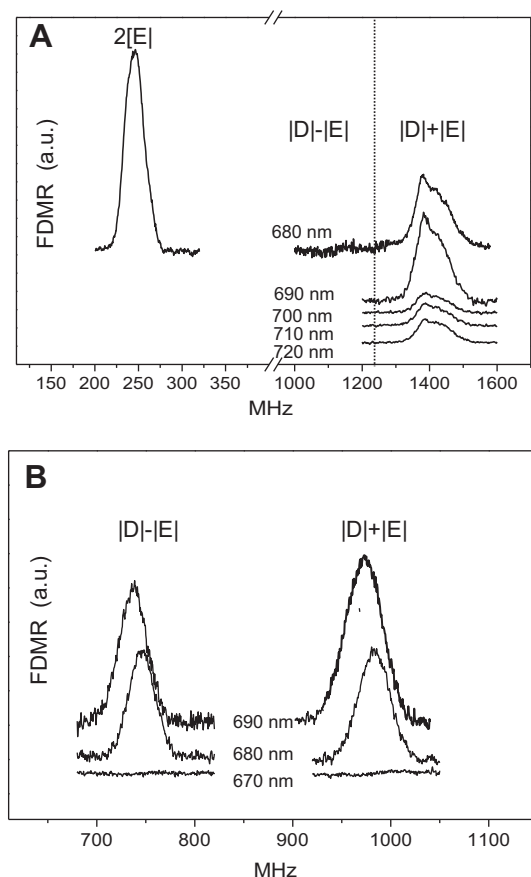 A
2[E|
|D|-|E|
|D|+|E|
FDMR (a.u.)
680 nm
690 nm
700 nm
710 nm
720 nm
150 200 250 300 350 1000 1200 1400 1600
MHz
B
|D|-|E|
|D|+|E|
FDMR (a.u.)
690 nm
680 nm
670 nm
700 800 900 1000 1100
MHz